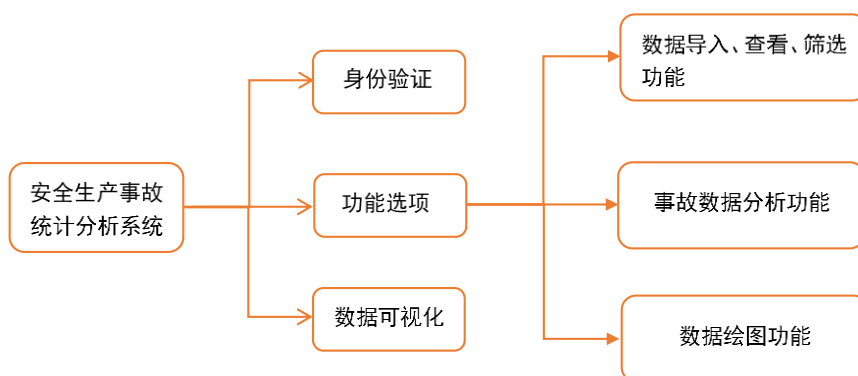 安全生产事故
统计分析系统
身份验证
功能选项
数据可视化
数据导入、查看、筛选
功能
事故数据分析功能
数据绘图功能